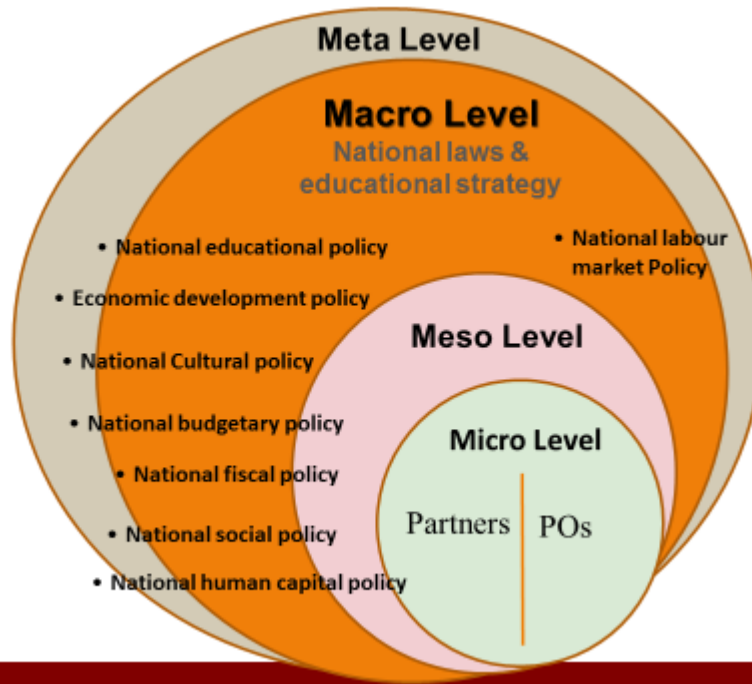 Meta Level
Macro Level
National laws &
educational strategy
• National educational policy
• National labour
market Policy
• Economic development policy
Meso Level
• National Cultural policy
• National budgetary policy
Micro Level
• National fiscal policy
Partners
POs
• National social policy
• National human capital policy